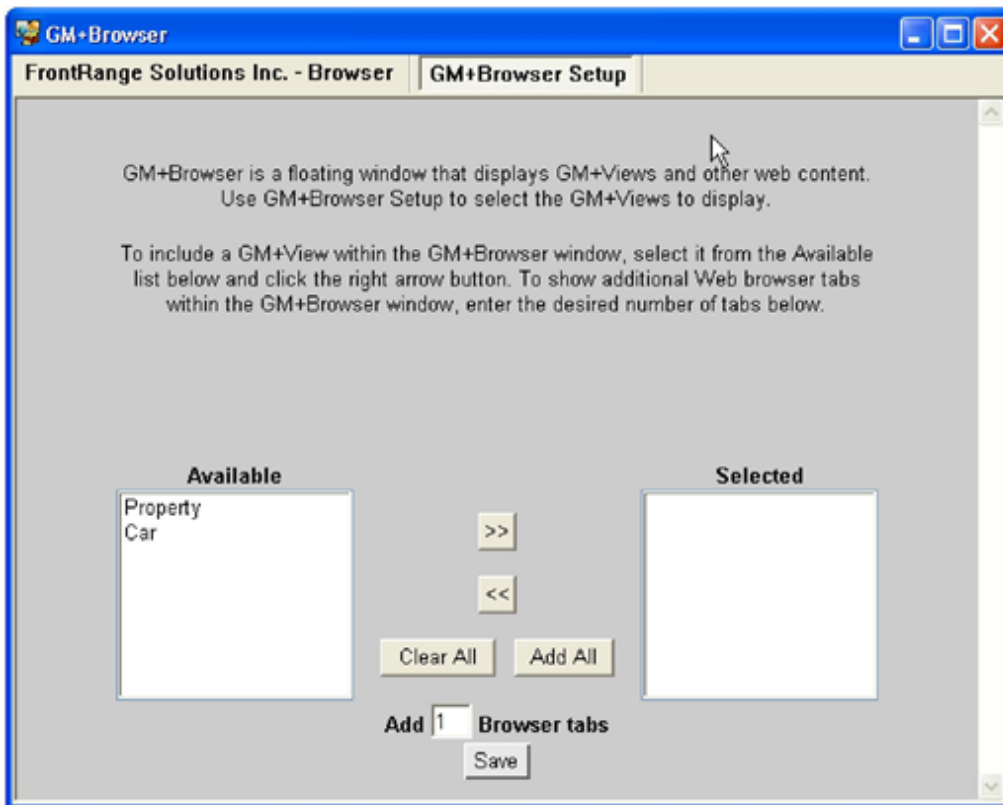 GM+Browser
FrontRange Solutions Inc. - Browser GM+Browser Setup
GM+Browser is a floating window that displays GM+Views and other web content.
Use GM+Browser Setup to select the GM+Views to display.
To include a GM+View within the GM+Browser window, select it from the Available
list below and click the right arrow button. To show additional Web browser tabs
within the GM+Browser window, enter the desired number of tabs below.
Available Selected
Property
Car
>>
<<
Clear All Add All
Add 1 Browser tabs
Save